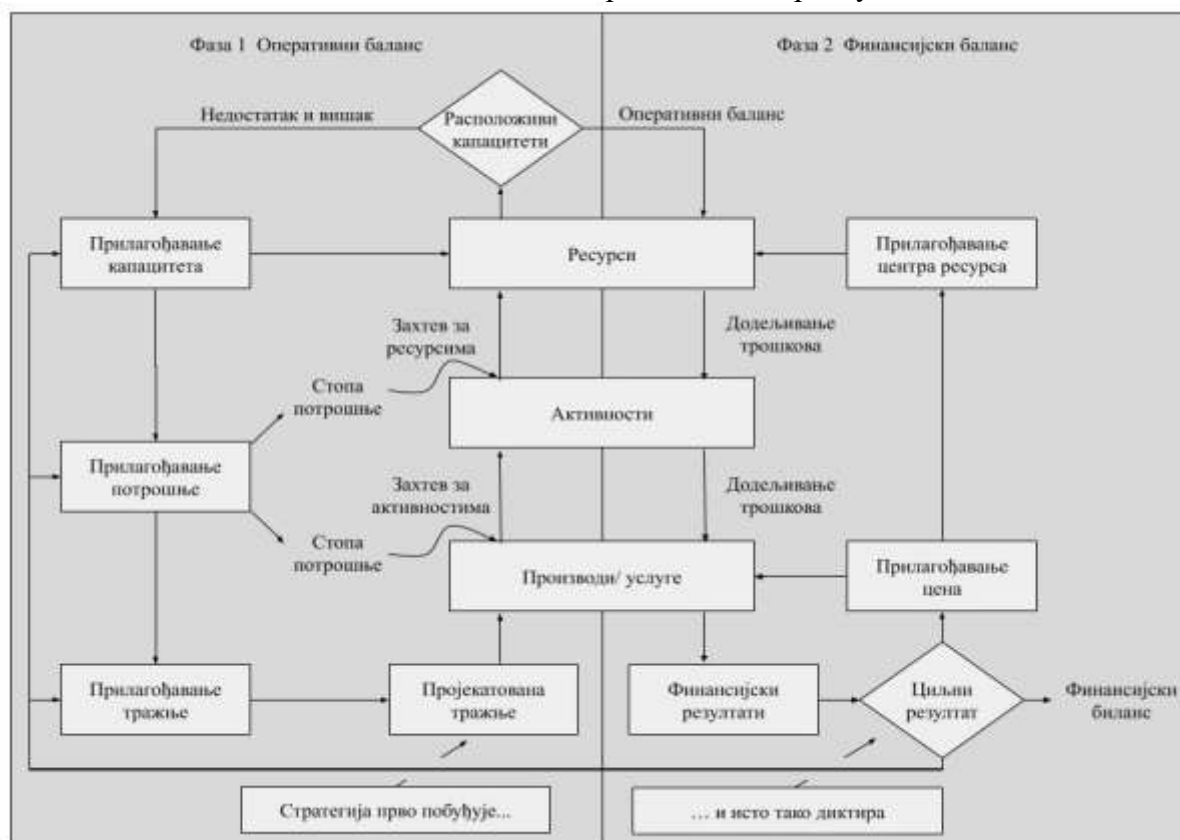 Фаза 1 Оперативни баланс
Фаза 2 Финансијски баланс
Недостатак и вишак
Расположиви
капацитети
Оперативни баланс
Прилагођавање
капацитета
Ресурси
Прилагођавање
центра ресурса
Захтев за
ресурсима
Додељивање
трошкова
Стопа
потрошње
Активности
Прилагођавање
потрошње
Захтев за
активностима
Додељивање
трошкова
Стопа
потрошње
Производи/ услуге
Прилагођавање
цена
Прилагођавање
тражње
Пројекатована
тражње
Финансијски
резултати
Циљни
резултат
Финансијски
биланс
Стратегија прво побуђује...
... и исто тако диктира